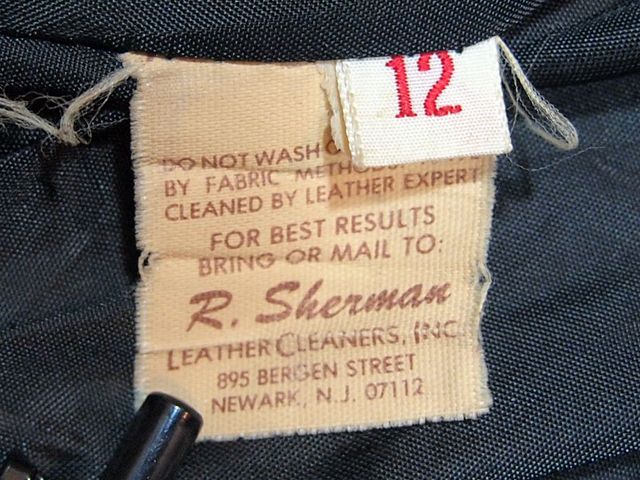 12
DO NOT WASH
BY FABRIC
CLEANED BY LEATHER EXPERT
FOR BEST RESULTS
BRING OR MAIL TO:
R. Sherman
LEATHER CLEANERS, INC.
895 BERGEN STREET
NEWARK, N.J. 07112